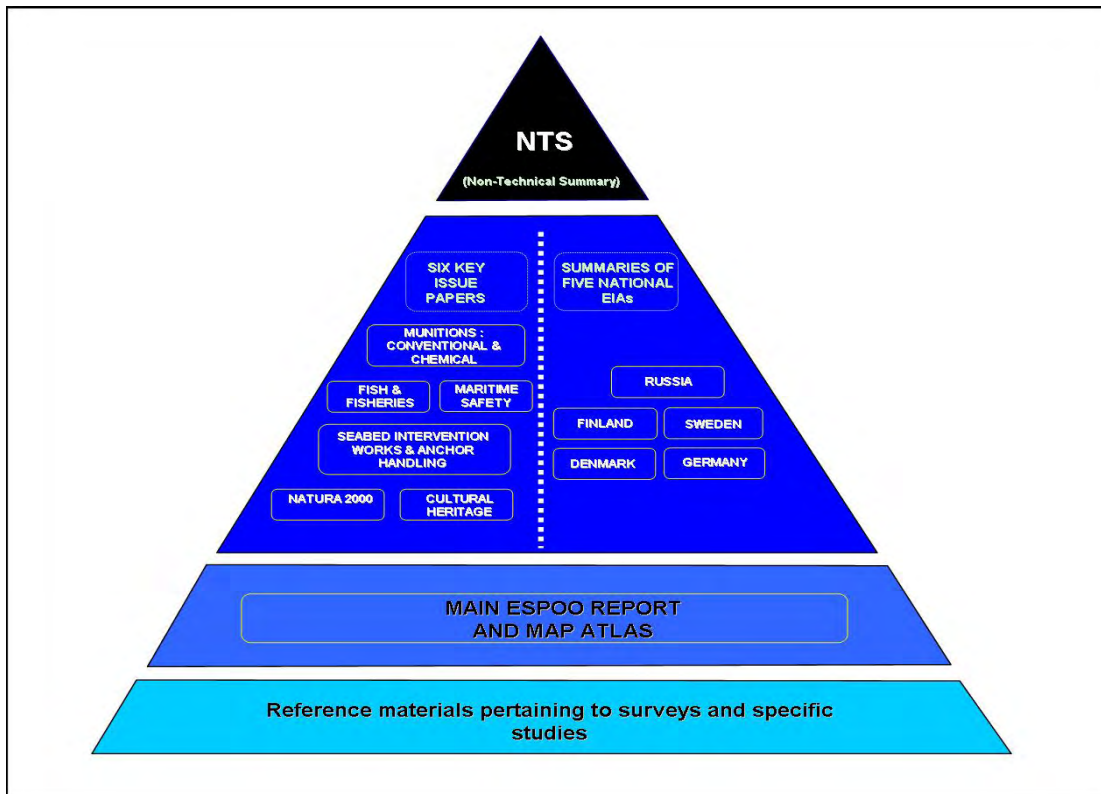 NTS
(Non-Technical Summary)
SIX KEY
ISSUE
PAPERS
MUNITIONS :
CONVENTIONAL &
CHEMICAL
FISH &
FISHERIES
MARITIME
SAFETY
SEABED INTERVENTION
WORKS & ANCHOR
HANDLING
NATURA 2000
CULTURAL
HERITAGE
SUMMARIES OF
FIVE NATIONAL
EIAs
RUSSIA
FINLAND
SWEDEN
DENMARK
GERMANY
MAIN ESPOO REPORT
AND MAP ATLAS
Reference materials pertaining to surveys and specific
studies